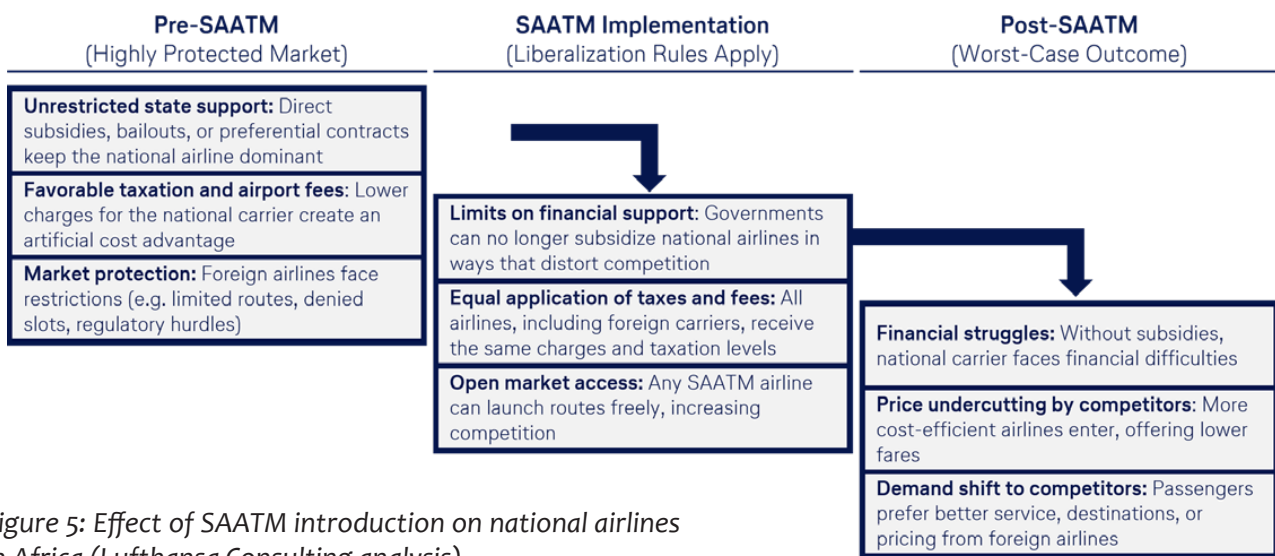 Pre-SAATM
(Highly Protected Market)
Unrestricted state support: Direct
subsidies, bailouts, or preferential contracts
keep the national airline dominant
Favorable taxation and airport fees: Lower
charges for the national carrier create an
artificial cost advantage
Market protection: Foreign airlines face
restrictions (e.g. limited routes, denied
slots, regulatory hurdles)
SAATM Implementation
(Liberalization Rules Apply)
Limits on financial support: Governments
can no longer subsidize national airlines in
ways that distort competition
Equal application of taxes and fees: All
airlines, including foreign carriers, receive
the same charges and taxation levels
Open market access: Any SAATM airline
can launch routes freely, increasing
competition
Post-SAATM
(Worst-Case Outcome)
Financial struggles: Without subsidies,
national carrier faces financial difficulties
Price undercutting by competitors: More
cost-efficient airlines enter, offering lower
fares
Demand shift to competitors: Passengers
prefer better service, destinations, or
pricing from foreign airlines
igure 5: Effect of SAATM introduction on national airlines
Africa (Lufthansa Consulting analysis)